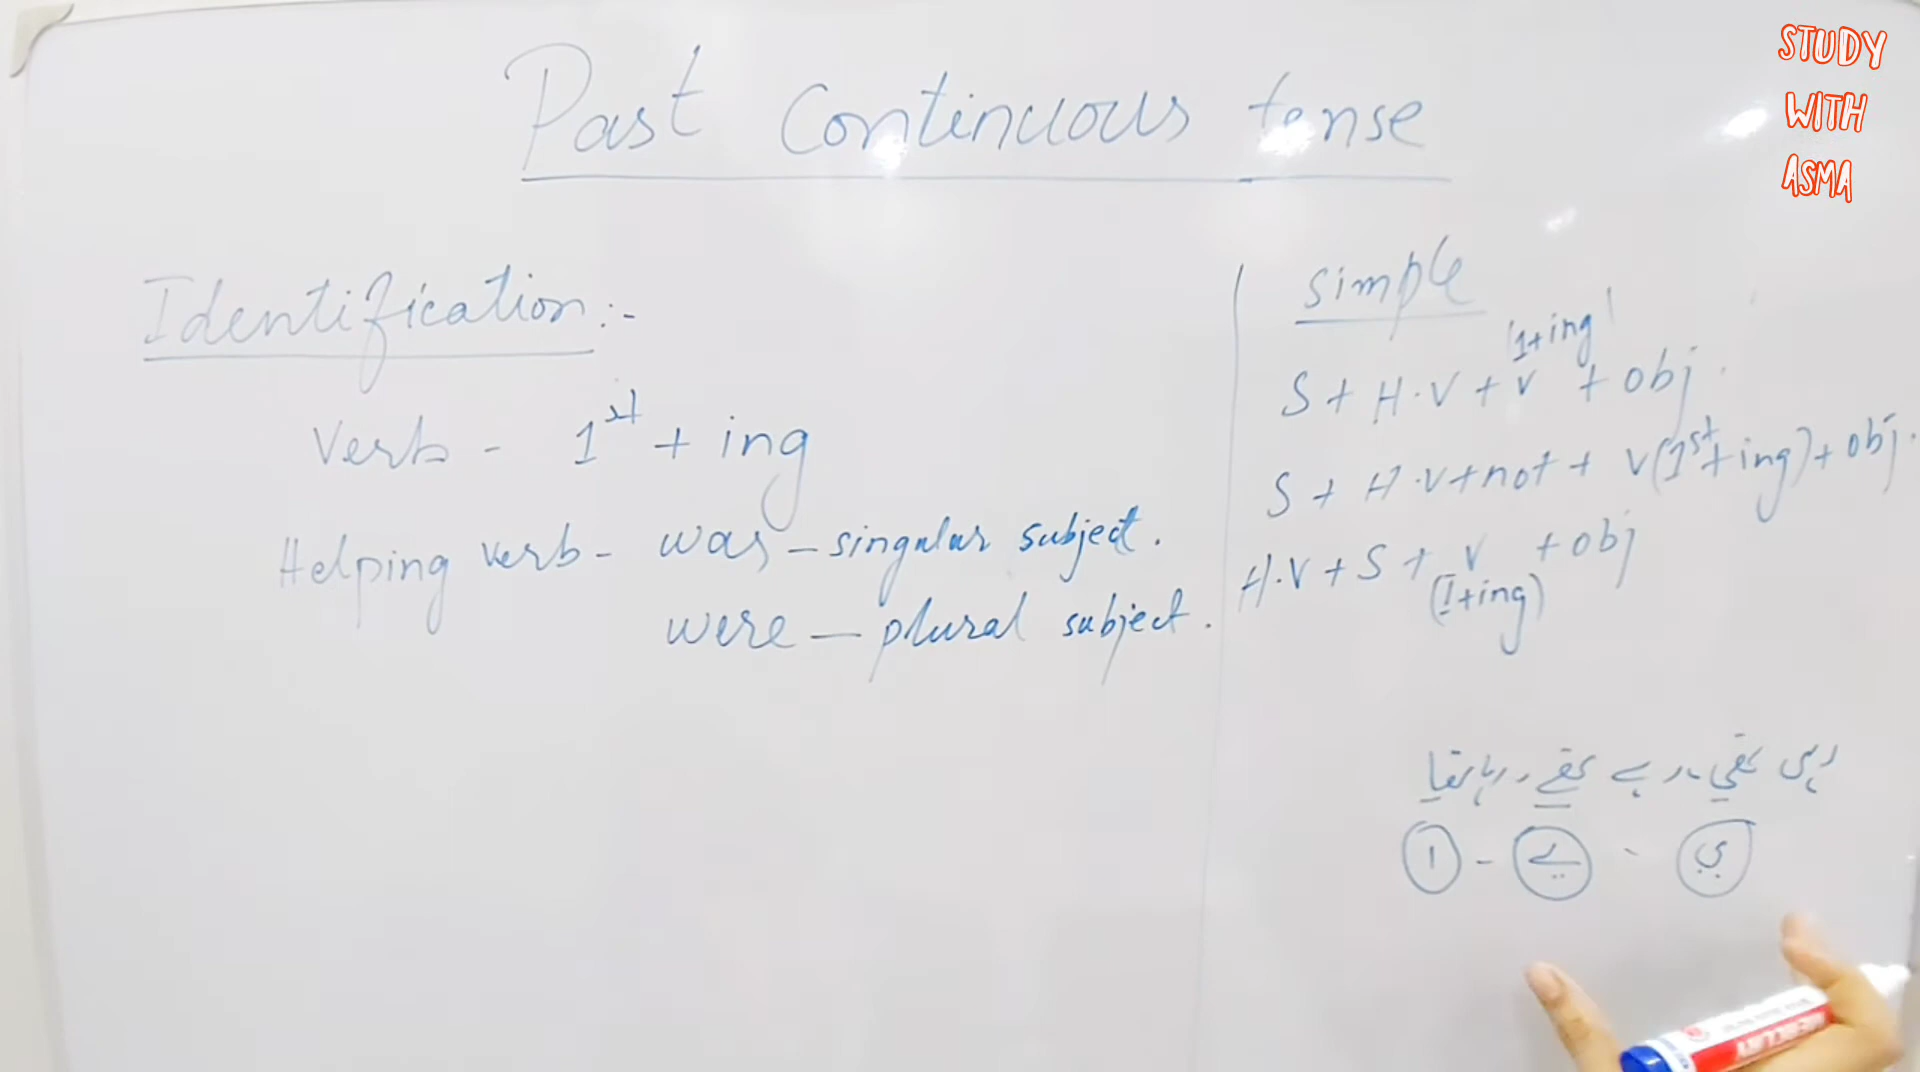 Past Continuous tense
STUDY
WITH
ASMA
Identification:-
Verb - 1st + ing
Helping verb - was - singular subject.
were - plural subject.
simple
(1+ing)
S + H.V + V + obj.
S + H.V + not + V(1st+ing) + obj.
H.V + S + V + obj
(I+ing)
رہی تھی، رہے تھے، رہا تھا
ا - ے - ی